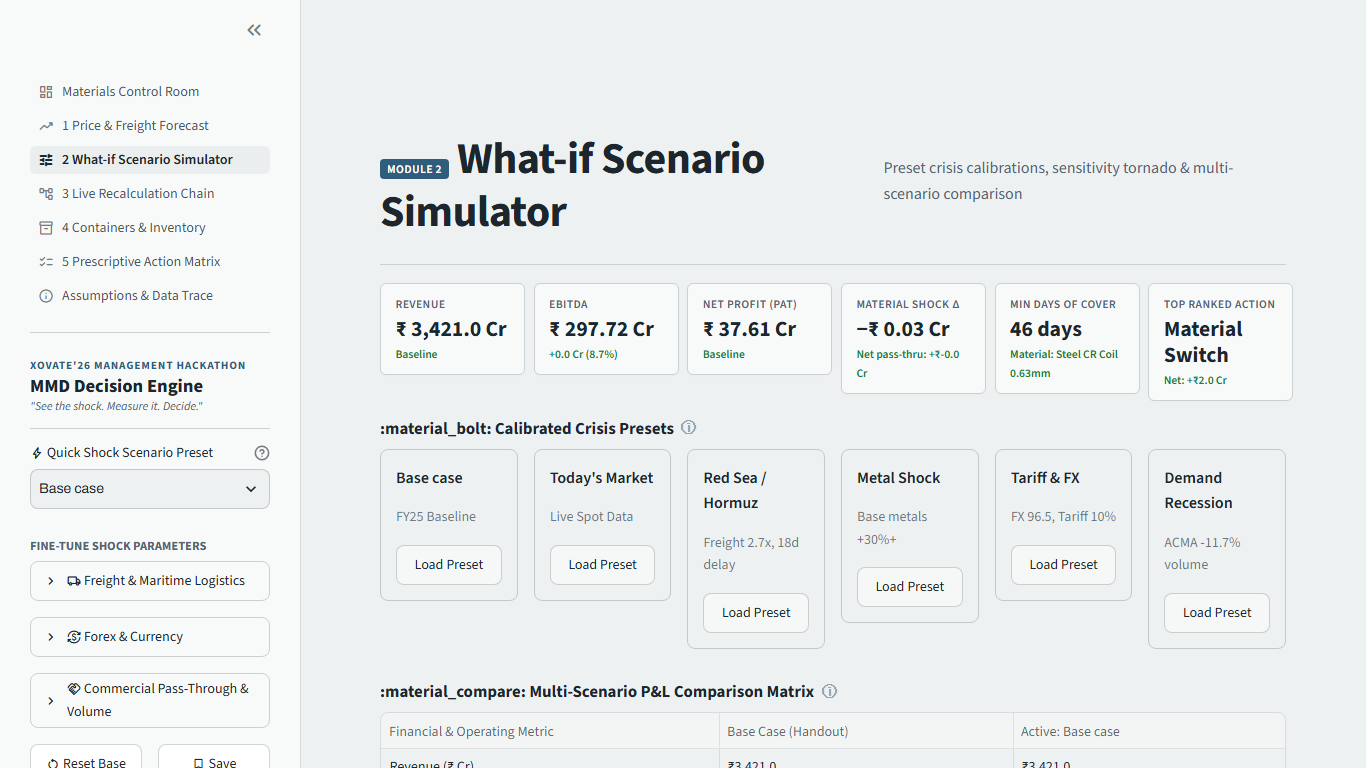 Materials Control Room
1 Price & Freight Forecast
2 What-if Scenario Simulator
3 Live Recalculation Chain
4 Containers & Inventory
5 Prescriptive Action Matrix
Assumptions & Data Trace
XOVATE'26 MANAGEMENT HACKATHON
MMD Decision Engine
"See the shock. Measure it. Decide."
Quick Shock Scenario Preset
Base case
FINE-TUNE SHOCK PARAMETERS
Freight & Maritime Logistics
Forex & Currency
Commercial Pass-Through &
Volume
Reset Base
Save
MODULE 2 What-if Scenario
Simulator
Preset crisis calibrations, sensitivity tornado & multi-
scenario comparison
REVENUE
₹ 3,421.0 Cr
Baseline
EBITDA
₹ 297.72 Cr
+0.0 Cr (8.7%)
NET PROFIT (PAT)
₹ 37.61 Cr
Baseline
MATERIAL SHOCK Δ
−₹ 0.03 Cr
Net pass-thru: +₹-0.0
Cr
MIN DAYS OF COVER
46 days
Material: Steel CR Coil
0.63mm
TOP RANKED ACTION
Material
Switch
Net: +₹2.0 Cr
:material_bolt: Calibrated Crisis Presets
Base case
FY25 Baseline
Load Preset
Today's Market
Live Spot Data
Load Preset
Red Sea /
Hormuz
Freight 2.7x, 18d
delay
Load Preset
Metal Shock
Base metals
+30%+
Load Preset
Tariff & FX
FX 96.5, Tariff 10%
Load Preset
Demand
Recession
ACMA -11.7%
volume
Load Preset
:material_compare: Multi-Scenario P&L Comparison Matrix
Financial & Operating Metric
Base Case (Handout)
Active: Base case
Revenue (₹ Cr)
₹3,421.0
₹3,421.0